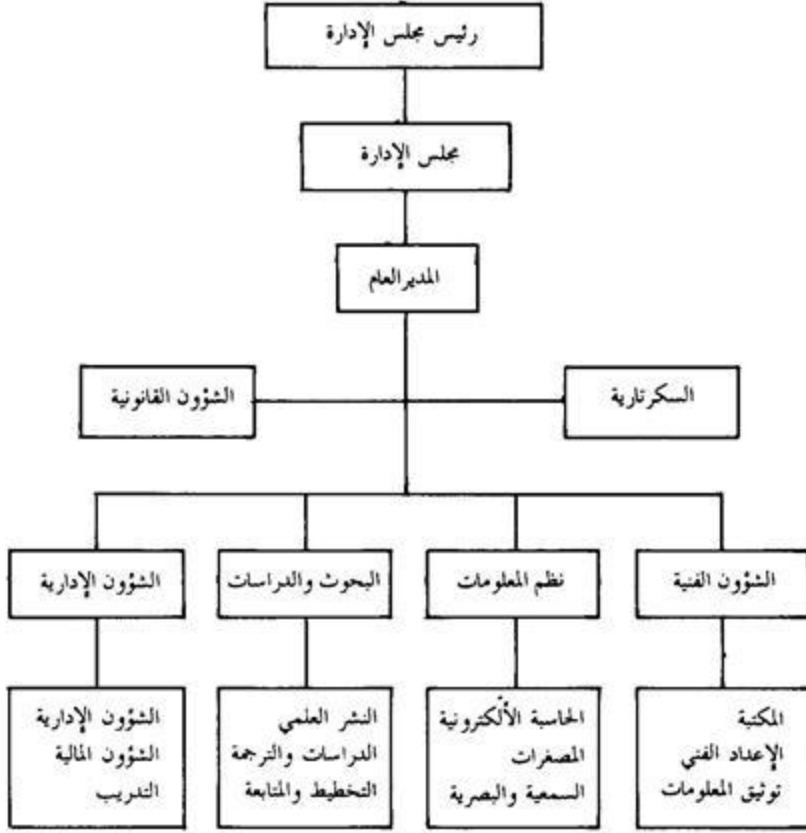 رئيس مجلس الإدارة
مجلس الإدارة
المدير العام
السكرتارية
الشؤون القانونية
الشؤون الفنية
نظم المعلومات
البحوث والدراسات
الشؤون الإدارية
المكتبة
الإعداد الفني
توثيق المعلومات
الحاسبة الألكترونية
المصغرات
السمعية والبصرية
النشر العلمي
الدراسات والترجمة
التخطيط والمتابعة
الشؤون الإدارية
الشؤون المالية
التدريب